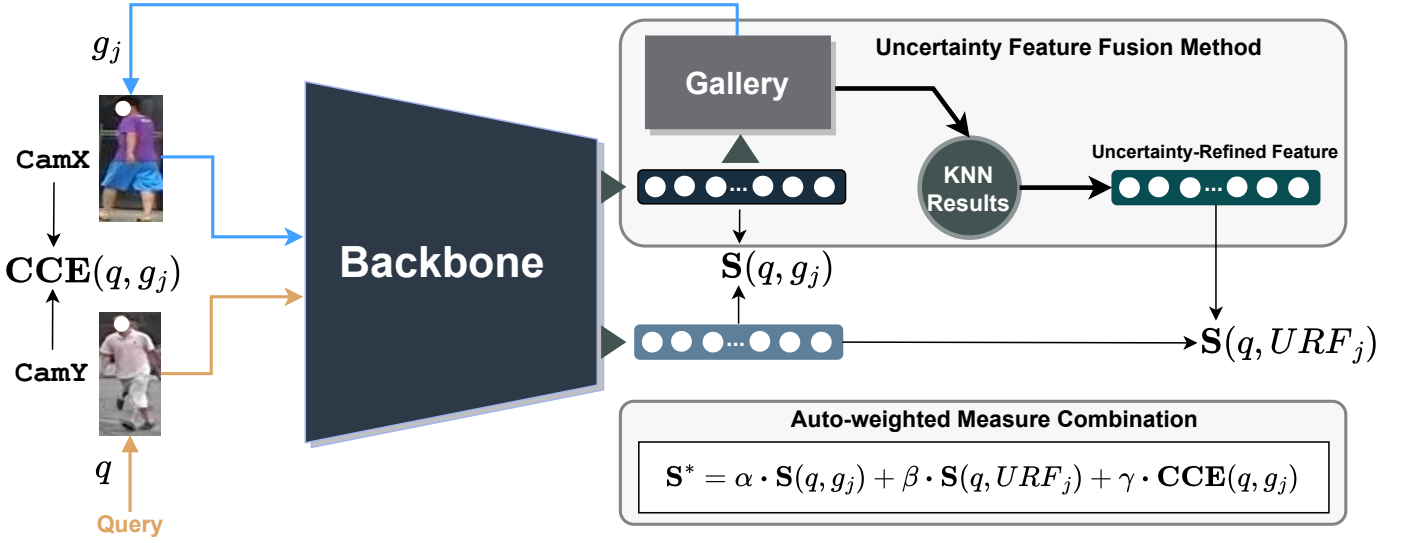 g_j
Uncertainty Feature Fusion Method
Gallery
CamX
Uncertainty-Refined Feature
KNN
Results
...
...
Backbone
CCE(q, g_j)
S(q, g_j)
...
S(q, URF_j)
CamY
Auto-weighted Measure Combination
q
S* = α · S(q, g_j) + β · S(q, URF_j) + γ · CCE(q, g_j)
Query